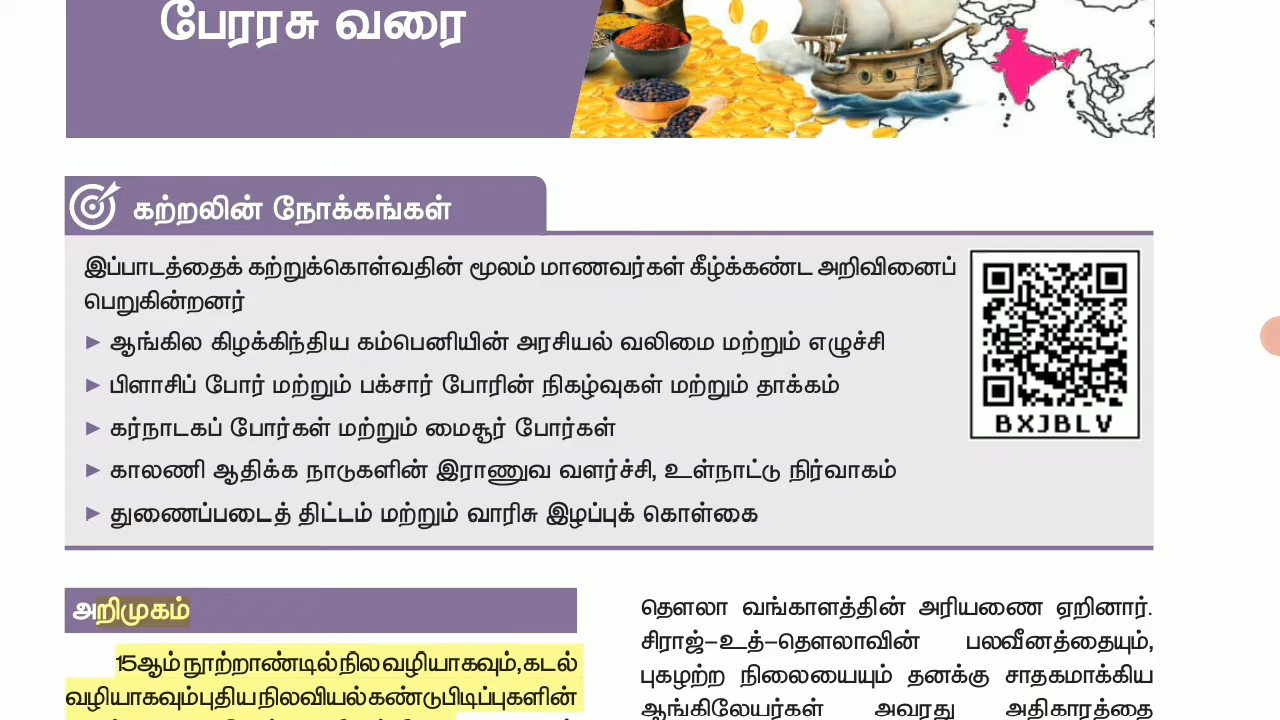 பேரரசு வரை
கற்றலின் நோக்கங்கள்
இப்பாடத்தைக் கற்றுக்கொள்வதின் மூலம் மாணவர்கள் கீழ்க்கண்ட அறிவினைப்
பெறுகின்றனர்
ஆங்கில கிழக்கிந்திய கம்பெனியின் அரசியல் வலிமை மற்றும் எழுச்சி
பிளாசிப் போர் மற்றும் பக்சார் போரின் நிகழ்வுகள் மற்றும் தாக்கம்
கர்நாடகப் போர்கள் மற்றும் மைசூர் போர்கள்
காலணி ஆதிக்க நாடுகளின் இராணுவ வளர்ச்சி, உள்நாட்டு நிர்வாகம்
துணைப்படைத் திட்டம் மற்றும் வாரிசு இழப்புக் கொள்கை
BXJBLV
அறிமுகம்
15ஆம் நூற்றாண்டில் நில வழியாகவும், கடல்
வழியாகவும் புதிய நிலவியல் கண்டுபிடிப்புகளின்
தௌலா வங்காளத்தின் அரியணை ஏறினார்.
சிராஜ்–உத்–தௌலாவின் பலவீனத்தையும்,
புகழற்ற நிலையையும் தனக்கு சாதகமாக்கிய
ஆங்கிலேயர்கள் அவரது அதிகாரத்தை